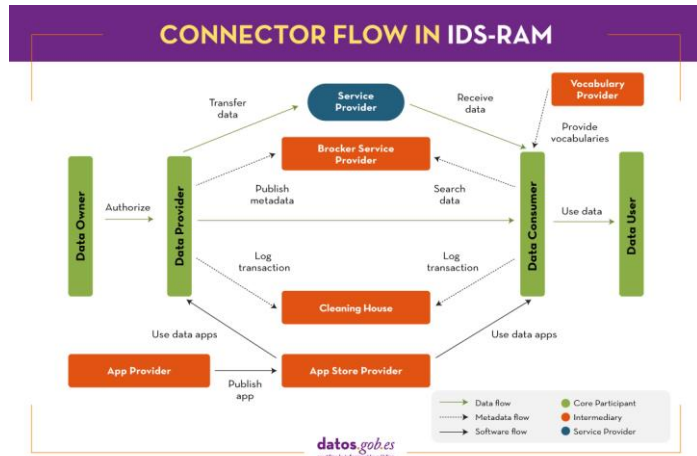 CONNECTOR FLOW IN IDS-RAM
Service
Provider
Vocabulary
Provider
Transfer
data
Receive
data
Brocker Service
Provider
Provide
vocabularies
Publish
metadata
Search
data
Data Owner
Authorize
Data Provider
Data Consumer
Use data
Data User
Log
transaction
Log
transaction
Cleaning House
Use data apps
Use data apps
App Provider
Publish
app
App Store Provider
Data flow
Metadata flow
Software flow
Core Participant
Intermediary
Service Provider
datos.gob.es